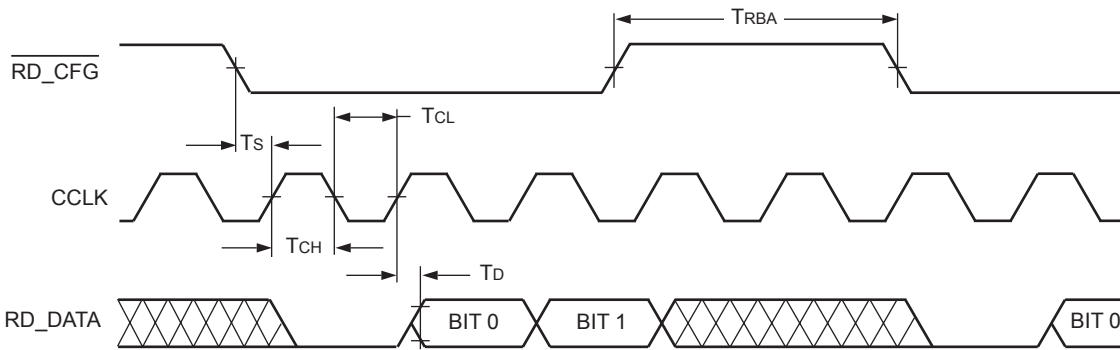 TRBA
RD_CFG
TCL
TS
CCLK
TCH
TD
RD_DATA
BIT 0
BIT 1
BIT 0